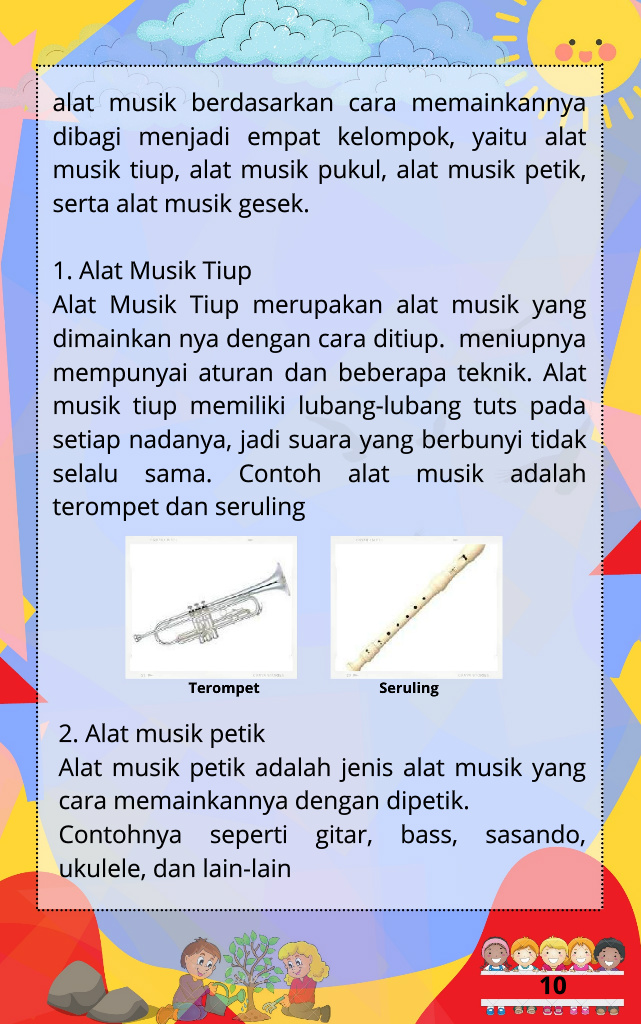 alat musik berdasarkan cara memainkannya
dibagi menjadi empat kelompok, yaitu alat
musik tiup, alat musik pukul, alat musik petik,
serta alat musik gesek.
1. Alat Musik Tiup
Alat Musik Tiup merupakan alat musik yang
dimainkan nya dengan cara ditiup. meniupnya
mempunyai aturan dan beberapa teknik. Alat
musik tiup memiliki lubang-lubang tuts pada
setiap nadanya, jadi suara yang berbunyi tidak
selalu sama. Contoh alat musik adalah
terompet dan seruling
Terompet
Seruling
2. Alat musik petik
Alat musik petik adalah jenis alat musik yang
cara memainkannya dengan dipetik.
Contohnya seperti gitar, bass, sasando,
ukulele, dan lain-lain
10